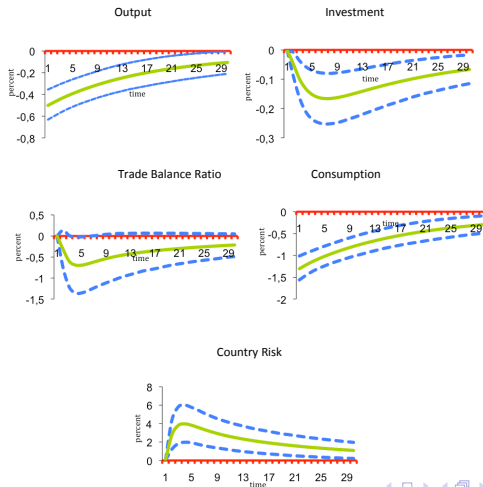 Output
0
-0,2
-0,4
-0,6
-0,8
1 5 9 13 17 21 25 29
percent
time
Investment
0
-0,1
-0,2
-0,3
1 5 9 13 17 21 25 29
percent
time
Trade Balance Ratio
0,5
0
-0,5
-1
-1,5
1 5 9 13 17 21 25 29
percent
time
Consumption
0
-0,5
-1
-1,5
-2
1 5 9 13 17 21 25 29
percent
time
Country Risk
8
6
4
2
0
1 5 9 13 17 21 25 29
percent
time